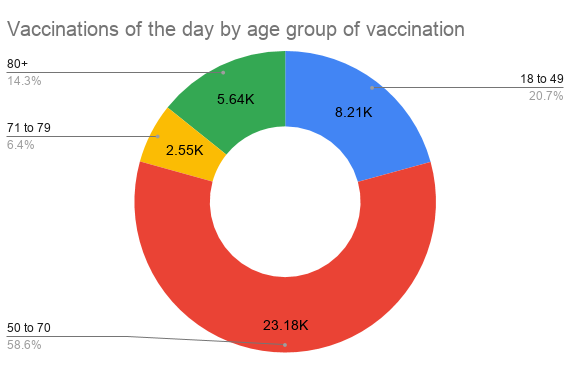 Vaccinations of the day by age group of vaccination
80+
14.3%
18 to 49
20.7%
5.64K
8.21K
71 to 79
6.4%
2.55K
23.18K
50 to 70
58.6%